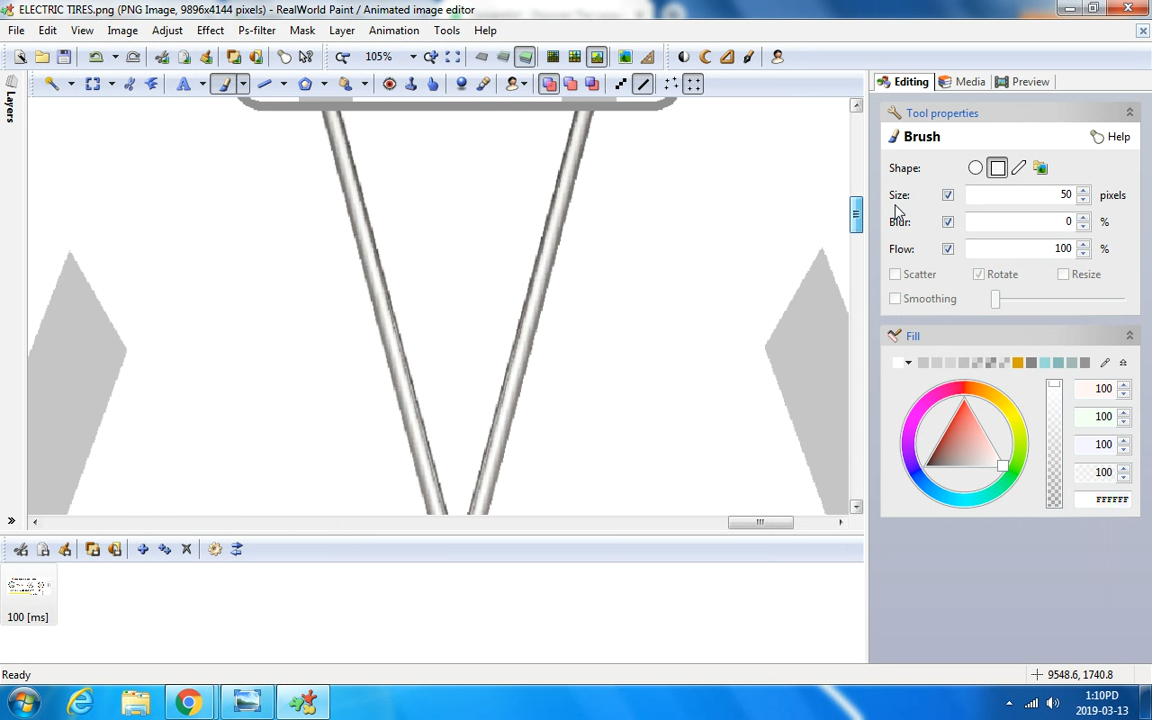 ELECTRIC TIRES.png (PNG Image, 9896x4144 pixels) - RealWorld Paint / Animated image editor
File Edit View Image Adjust Effect Ps-filter Mask Layer Animation Tools Help
105%
Layers
Editing Media Preview
Tool properties
Brush Help
Shape:
Size: 50 pixels
Blur: 0 %
Flow: 100 %
Scatter Rotate Resize
Smoothing
Fill
100
100
100
100
FFFFFF
100 [ms]
Ready 9548.6, 1740.8
1:10PD
2019-03-13